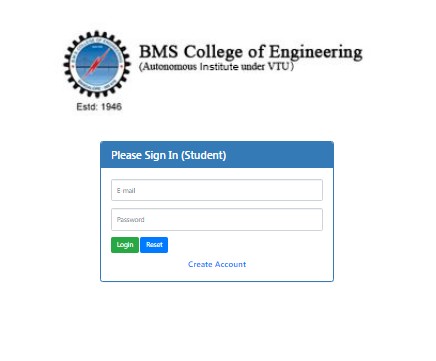 BMS College of Engineering
(Autonomous Institute under VTU)
Estd: 1946
Please Sign In (Student)
E mail
Password
Login Reset
Create Account